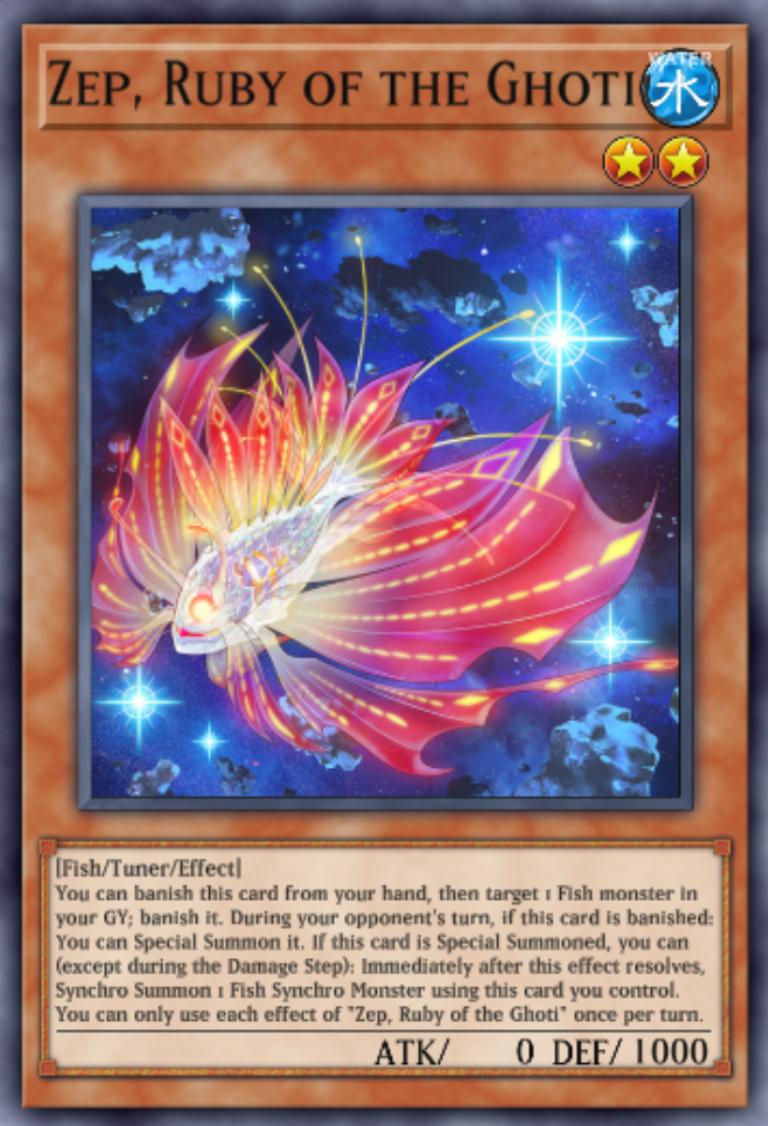 Zep, Ruby of the Ghoti
WATER
水
[Fish/Tuner/Effect]
You can banish this card from your hand, then target 1 Fish monster in
your GY; banish it. During your opponent's turn, if this card is banished:
You can Special Summon it. If this card is Special Summoned, you can
(except during the Damage Step): Immediately after this effect resolves,
Synchro Summon 1 Fish Synchro Monster using this card you control.
You can only use each effect of "Zep, Ruby of the Ghoti" once per turn.
ATK/ 0 DEF/ 1000